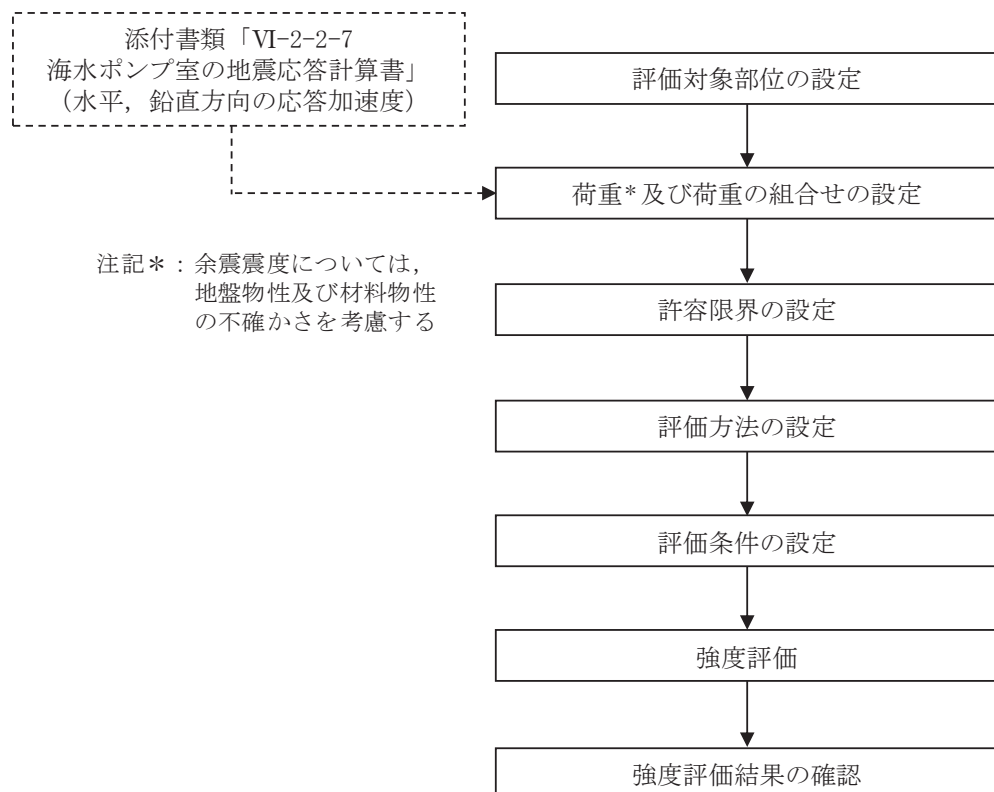 添付書類「Ⅵ-2-2-7
海水ポンプ室の地震応答計算書」
（水平，鉛直方向の応答加速度）
評価対象部位の設定
荷重*及び荷重の組合せの設定
注記＊：余震震度については，
地盤物性及び材料物性
の不確かさを考慮する
許容限界の設定
評価方法の設定
評価条件の設定
強度評価
強度評価結果の確認